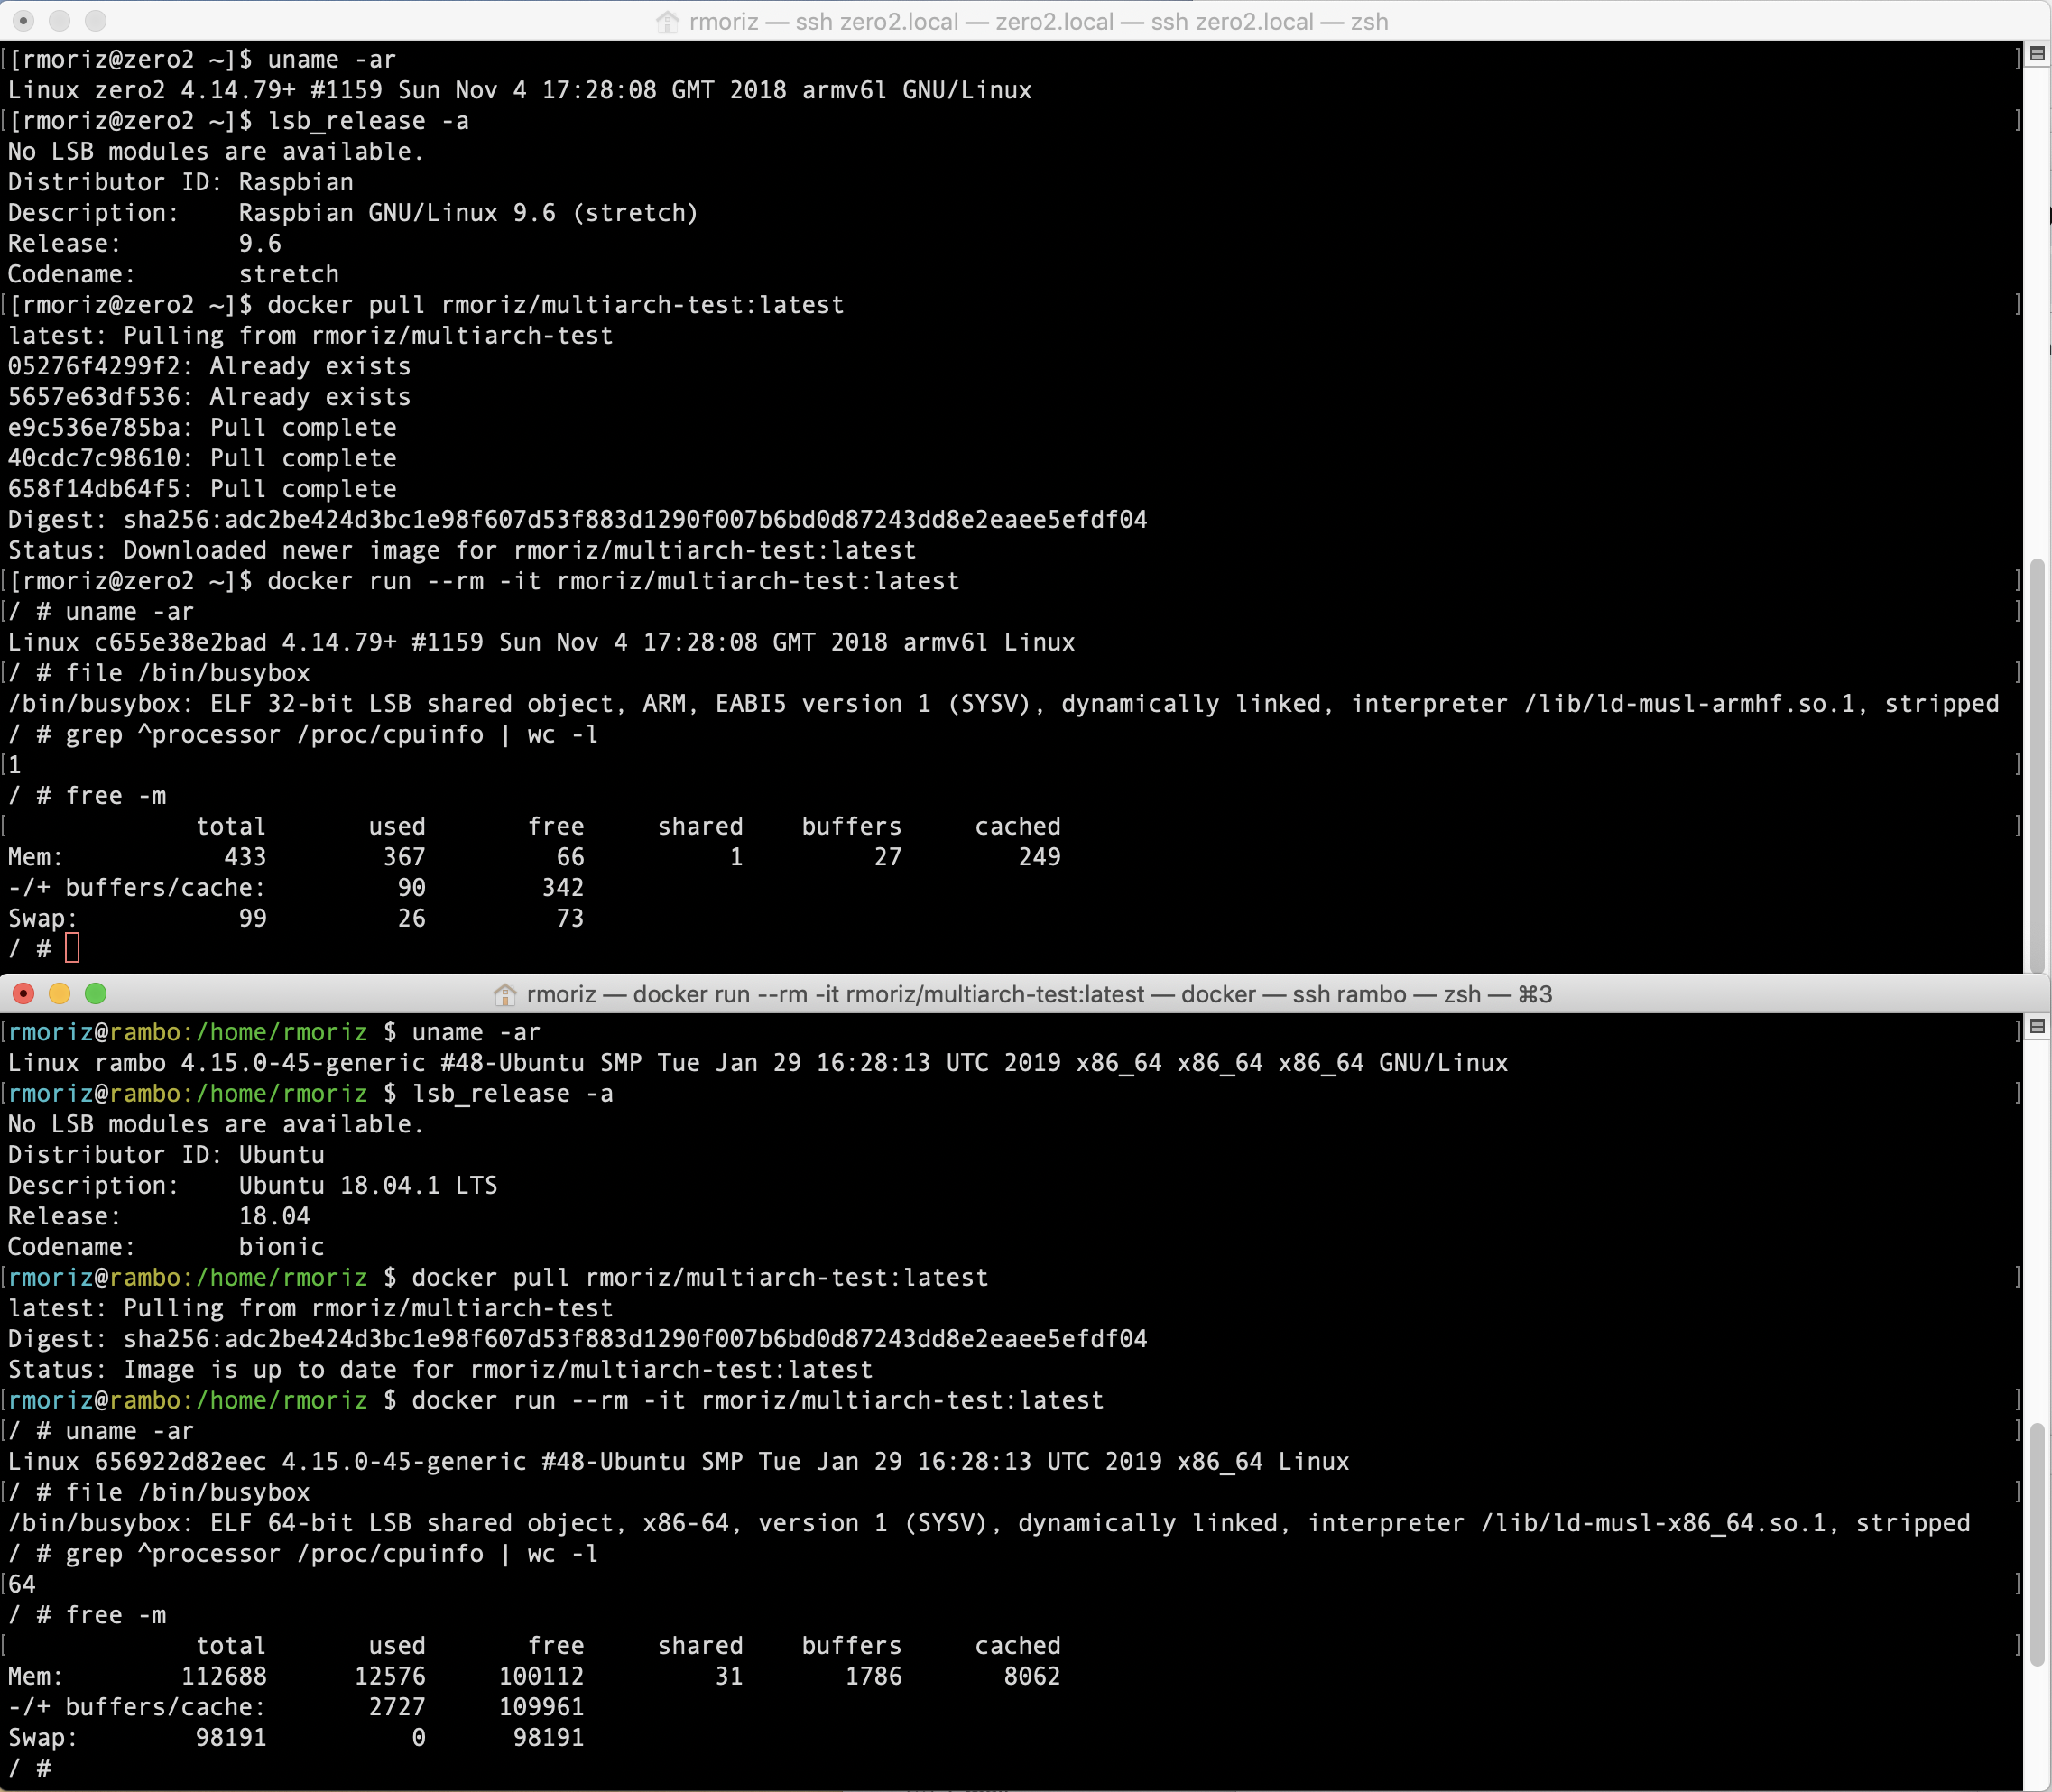 rmoriz — ssh zero2.local — zero2.local — ssh zero2.local — zsh
[[rmoriz@zero2 ~]$ uname -ar ]
Linux zero2 4.14.79+ #1159 Sun Nov 4 17:28:08 GMT 2018 armv6l GNU/Linux
[[rmoriz@zero2 ~]$ lsb_release -a ]
No LSB modules are available.
Distributor ID: Raspbian
Description:    Raspbian GNU/Linux 9.6 (stretch)
Release:        9.6
Codename:       stretch
[[rmoriz@zero2 ~]$ docker pull rmoriz/multiarch-test:latest ]
latest: Pulling from rmoriz/multiarch-test
05276f4299f2: Already exists
5657e63df536: Already exists
e9c536e785ba: Pull complete
40cdc7c98610: Pull complete
658f14db64f5: Pull complete
Digest: sha256:adc2be424d3bc1e98f607d53f883d1290f007b6bd0d87243dd8e2eaee5efdf04
Status: Downloaded newer image for rmoriz/multiarch-test:latest
[[rmoriz@zero2 ~]$ docker run --rm -it rmoriz/multiarch-test:latest ]
[/ # uname -ar ]
Linux c655e38e2bad 4.14.79+ #1159 Sun Nov 4 17:28:08 GMT 2018 armv6l Linux
[/ # file /bin/busybox ]
/bin/busybox: ELF 32-bit LSB shared object, ARM, EABI5 version 1 (SYSV), dynamically linked, interpreter /lib/ld-musl-armhf.so.1, stripped
/ # grep ^processor /proc/cpuinfo | wc -l
[1 ]
/ # free -m
[             total       used       free     shared    buffers     cached ]
Mem:           433        367         66          1         27        249
-/+ buffers/cache:         90        342
Swap:           99         26         73
/ #
rmoriz — docker run --rm -it rmoriz/multiarch-test:latest — docker — ssh rambo — zsh — ⌘3
[rmoriz@rambo:/home/rmoriz $ uname -ar ]
Linux rambo 4.15.0-45-generic #48-Ubuntu SMP Tue Jan 29 16:28:13 UTC 2019 x86_64 x86_64 x86_64 GNU/Linux
[rmoriz@rambo:/home/rmoriz $ lsb_release -a ]
No LSB modules are available.
Distributor ID: Ubuntu
Description:    Ubuntu 18.04.1 LTS
Release:        18.04
Codename:       bionic
[rmoriz@rambo:/home/rmoriz $ docker pull rmoriz/multiarch-test:latest ]
latest: Pulling from rmoriz/multiarch-test
Digest: sha256:adc2be424d3bc1e98f607d53f883d1290f007b6bd0d87243dd8e2eaee5efdf04
Status: Image is up to date for rmoriz/multiarch-test:latest
[rmoriz@rambo:/home/rmoriz $ docker run --rm -it rmoriz/multiarch-test:latest ]
[/ # uname -ar ]
Linux 656922d82eec 4.15.0-45-generic #48-Ubuntu SMP Tue Jan 29 16:28:13 UTC 2019 x86_64 Linux
[/ # file /bin/busybox ]
/bin/busybox: ELF 64-bit LSB shared object, x86-64, version 1 (SYSV), dynamically linked, interpreter /lib/ld-musl-x86_64.so.1, stripped
/ # grep ^processor /proc/cpuinfo | wc -l
[64 ]
/ # free -m
[             total       used       free     shared    buffers     cached ]
Mem:        112688      12576     100112         31       1786       8062
-/+ buffers/cache:       2727     109961
Swap:        98191          0      98191
/ #